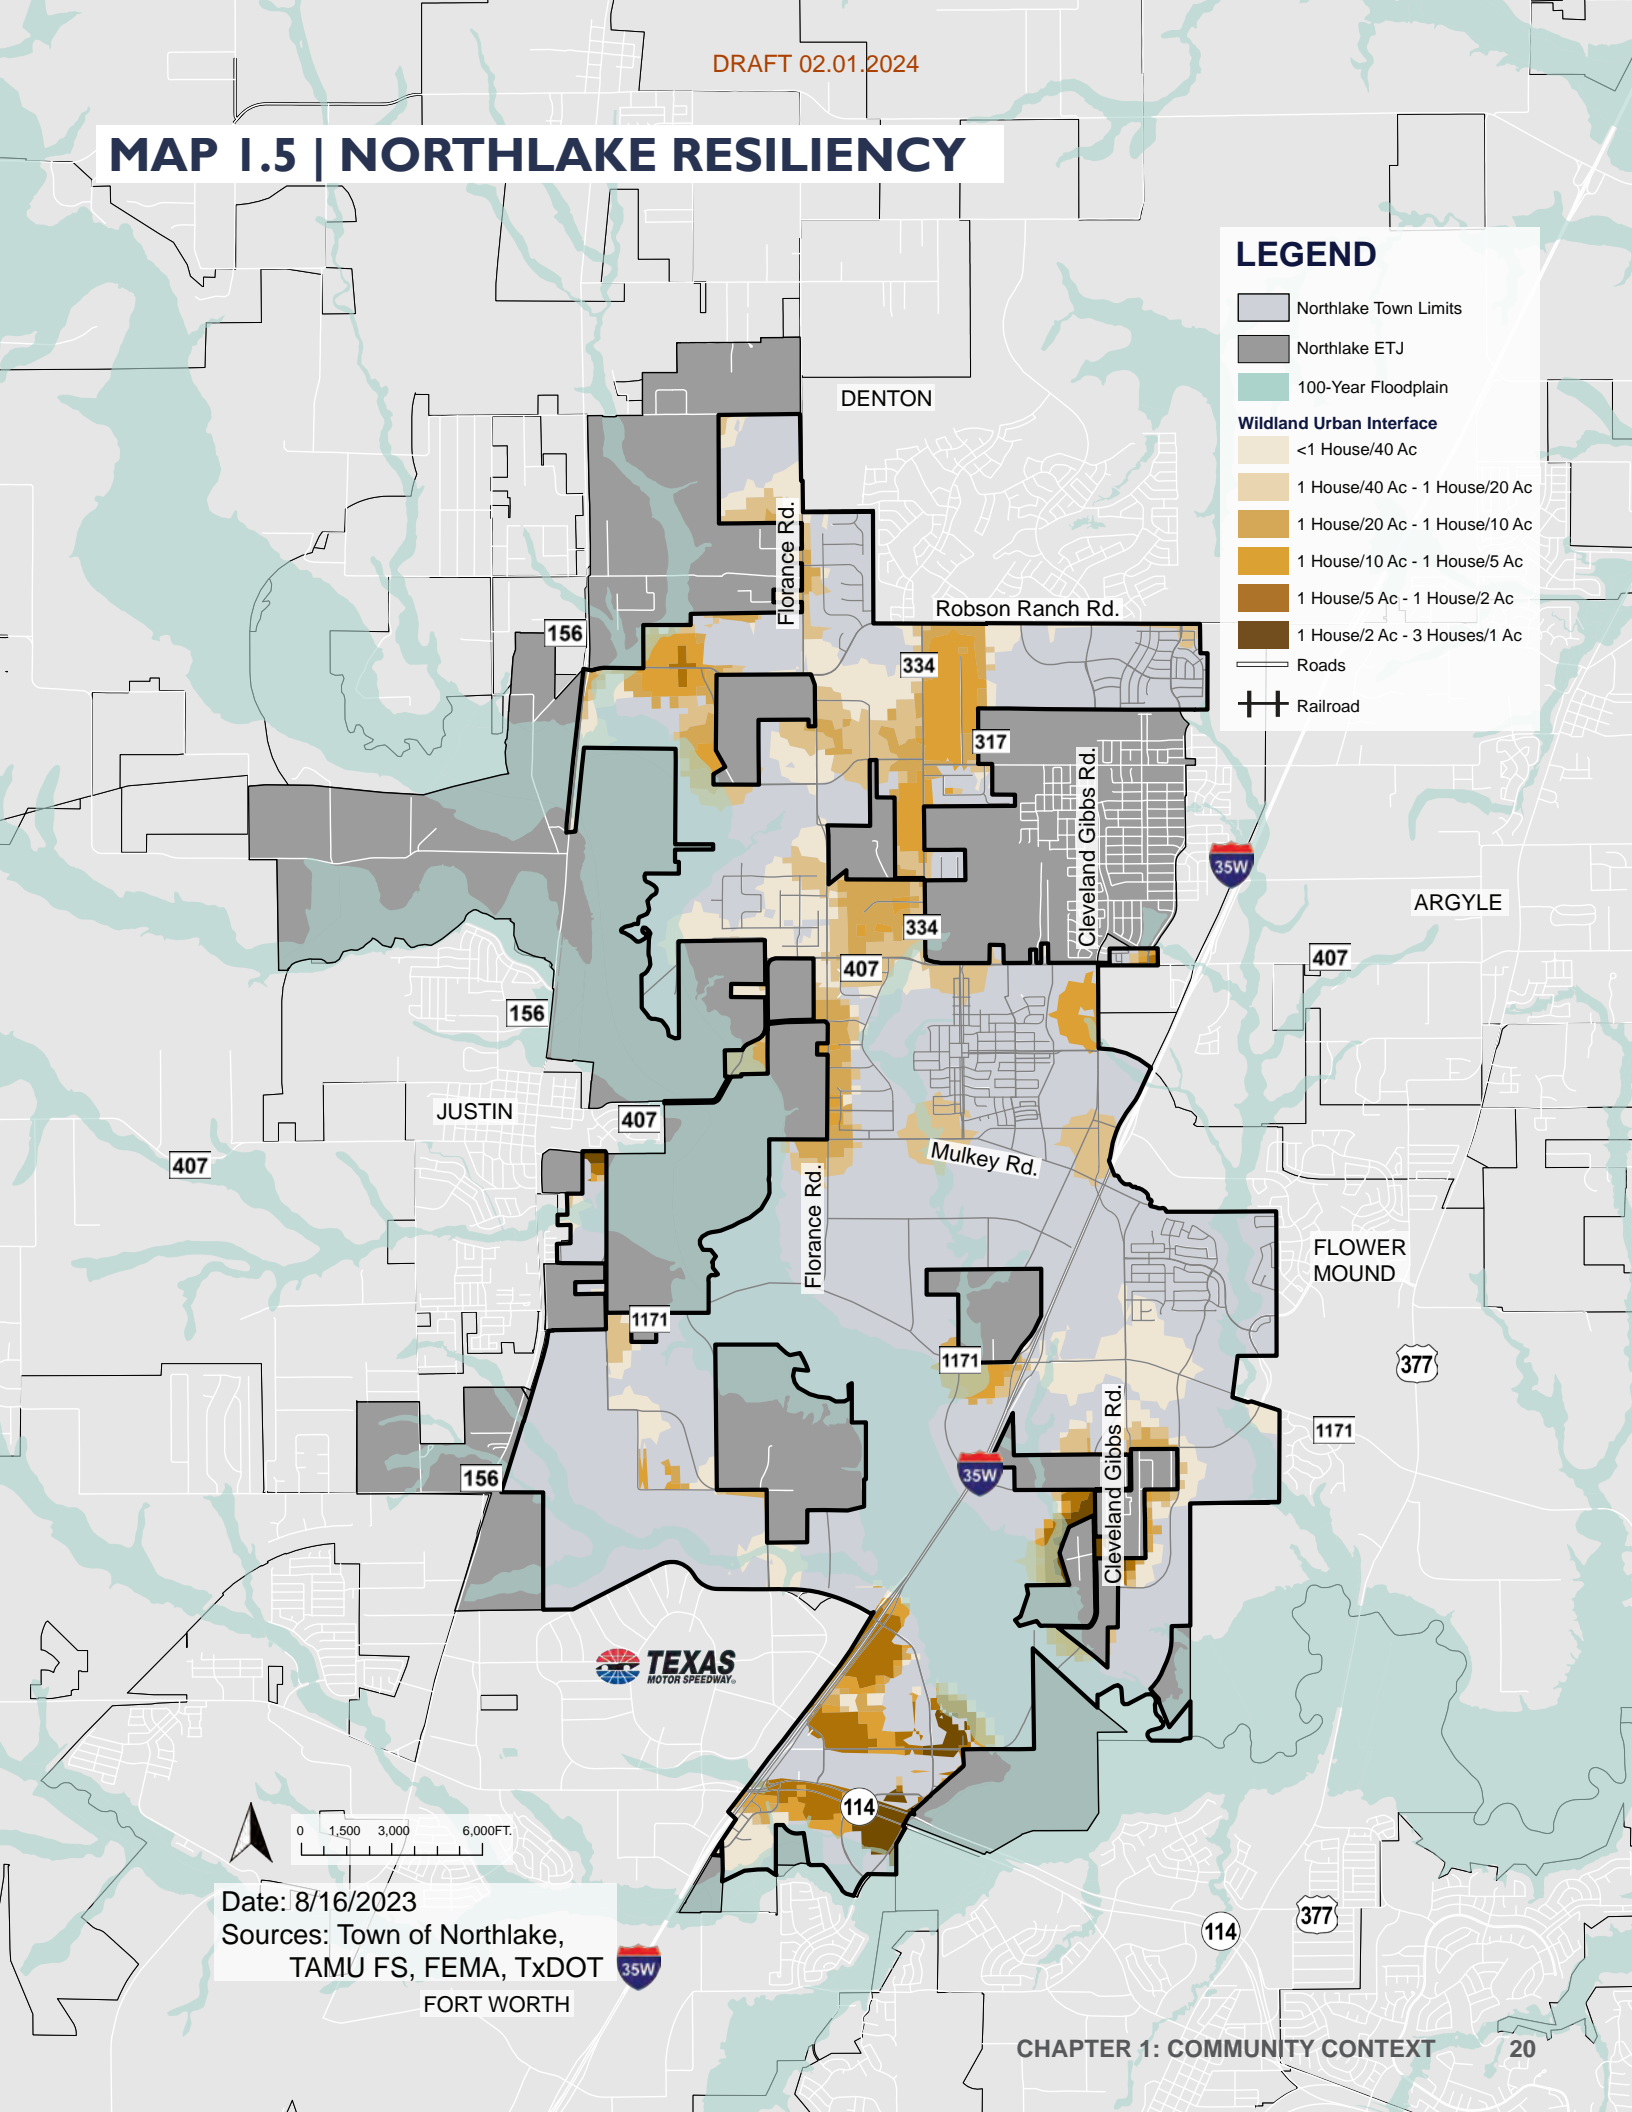 DRAFT 02.01.2024
MAP 1.5 | NORTHLAKE RESILIENCY
LEGEND
Northlake Town Limits
Northlake ETJ
100-Year Floodplain
Wildland Urban Interface
<1 House/40 Ac
1 House/40 Ac - 1 House/20 Ac
1 House/20 Ac - 1 House/10 Ac
1 House/10 Ac - 1 House/5 Ac
1 House/5 Ac - 1 House/2 Ac
1 House/2 Ac - 3 Houses/1 Ac
Roads
Railroad
DENTON
Florance Rd.
Robson Ranch Rd.
156
334
317
Cleveland Gibbs Rd.
35W
ARGYLE
334
407
407
156
JUSTIN
407
407
Mulkey Rd.
Florance Rd.
FLOWER
MOUND
1171
1171
377
Cleveland Gibbs Rd.
1171
35W
156
TEXAS
MOTOR SPEEDWAY
114
0 1,500 3,000 6,000FT.
Date: 8/16/2023
Sources: Town of Northlake,
TAMU FS, FEMA, TxDOT
35W
377
114
FORT WORTH
CHAPTER 1: COMMUNITY CONTEXT 20